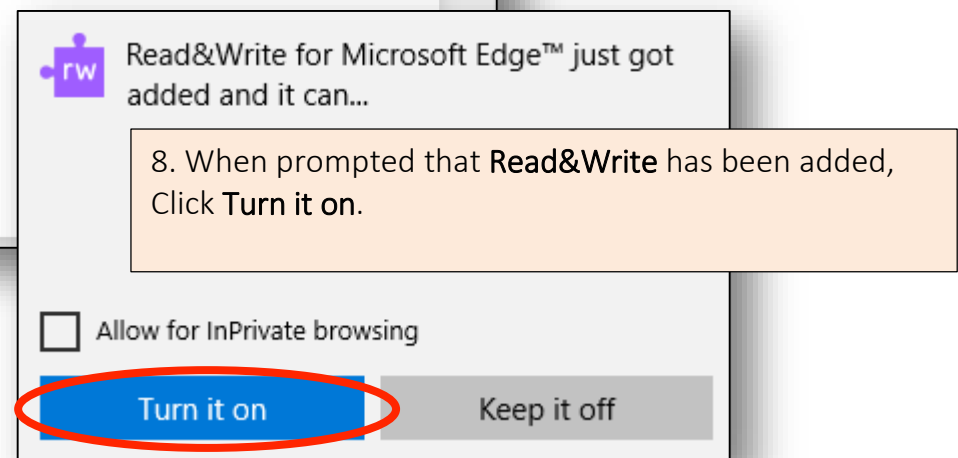 rw
Read&Write for Microsoft Edge™ just got
added and it can...
8. When prompted that Read&Write has been added,
Click Turn it on.
Allow for InPrivate browsing
Turn it on
Keep it off